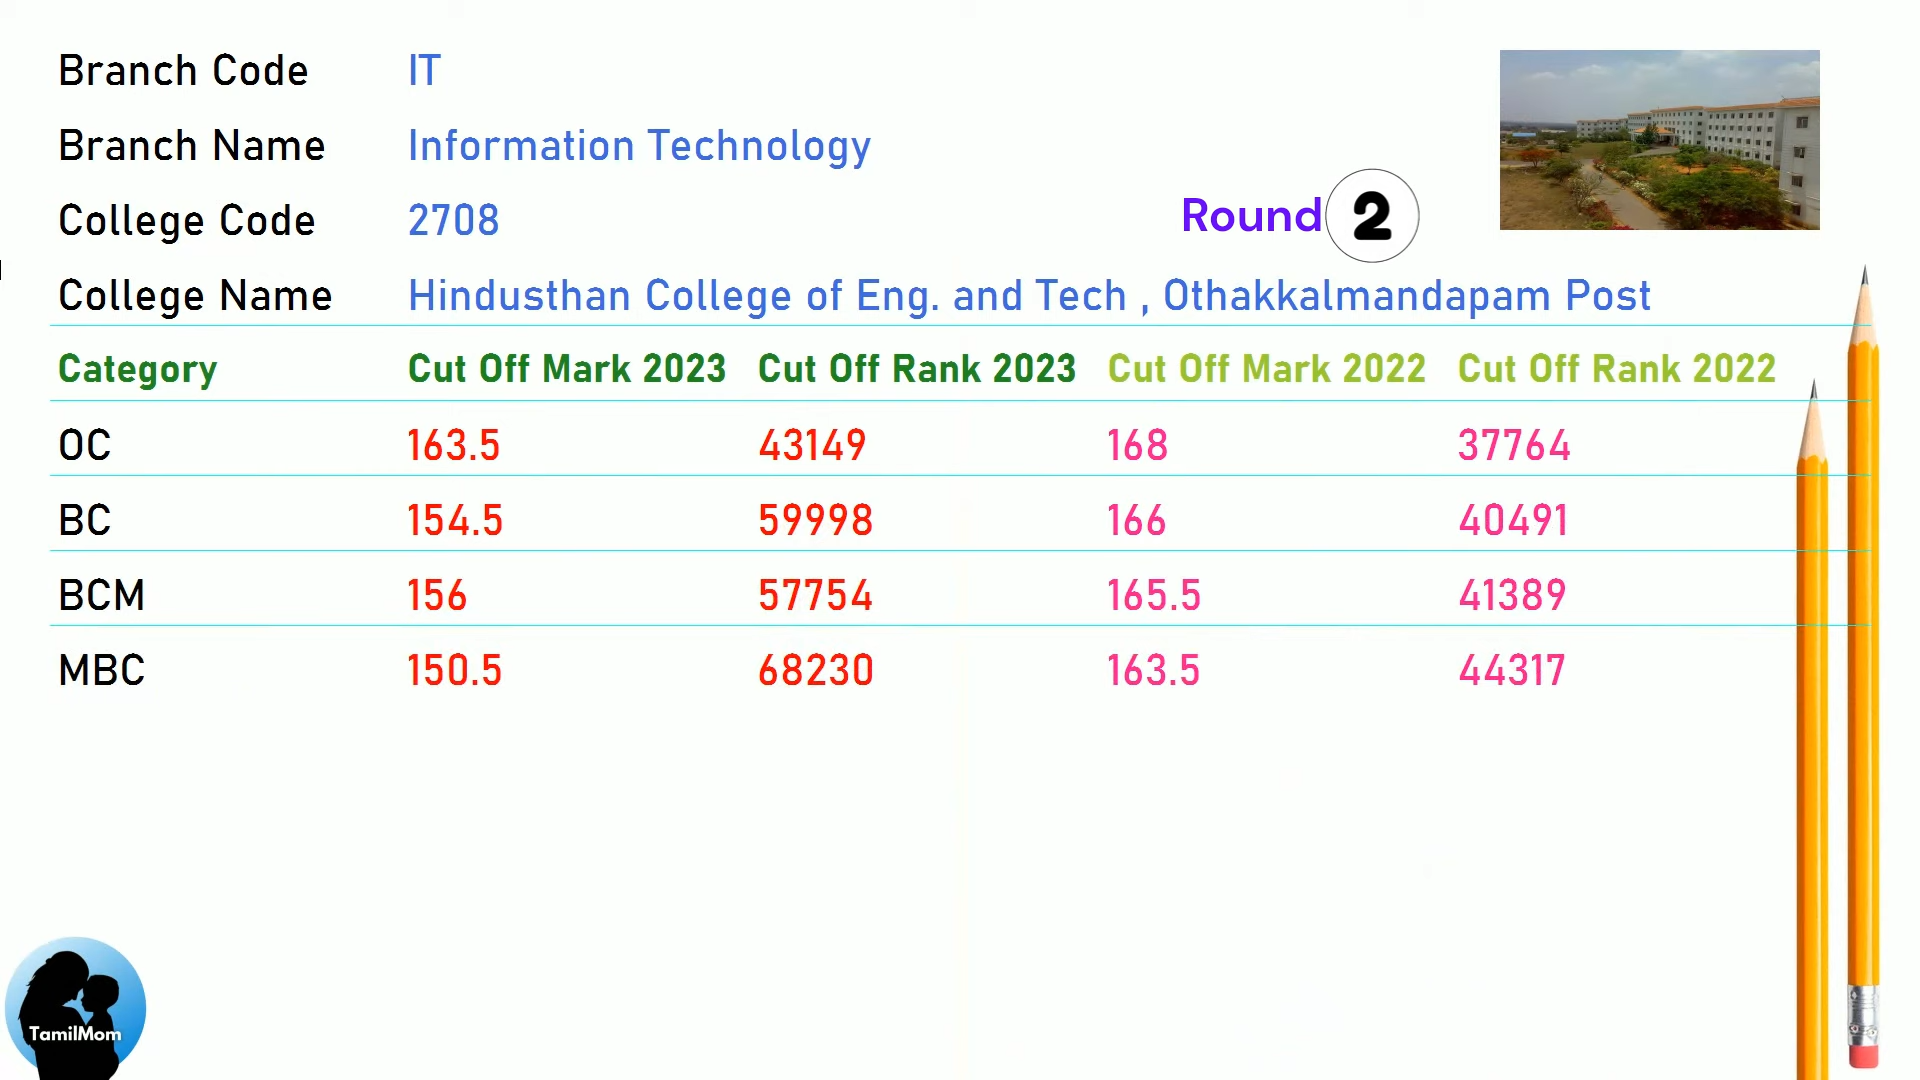 Branch Code IT
Branch Name Information Technology
College Code 2708
Round 2
College Name Hindusthan College of Eng. and Tech , Othakkalmandapam Post
Category Cut Off Mark 2023 Cut Off Rank 2023 Cut Off Mark 2022 Cut Off Rank 2022
OC 163.5 43149 168 37764
BC 154.5 59998 166 40491
BCM 156 57754 165.5 41389
MBC 150.5 68230 163.5 44317
TamilMom